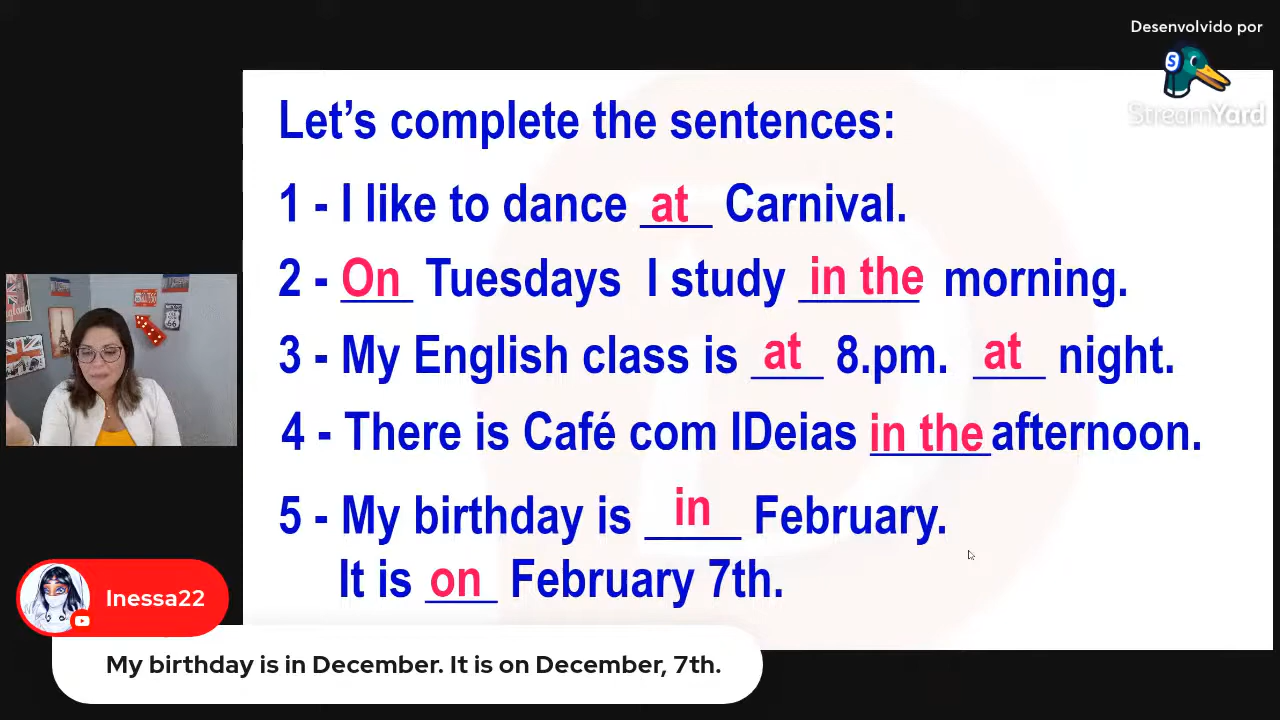 Desenvolvido por
StreamYard
Let's complete the sentences:
1 - I like to dance at Carnival.
2 - On Tuesdays I study in the morning.
3 - My English class is at 8.pm. at night.
4 - There is Café com IDeias in the afternoon.
5 - My birthday is in February.
It is on February 7th.
Inessa22
My birthday is in December. It is on December, 7th.